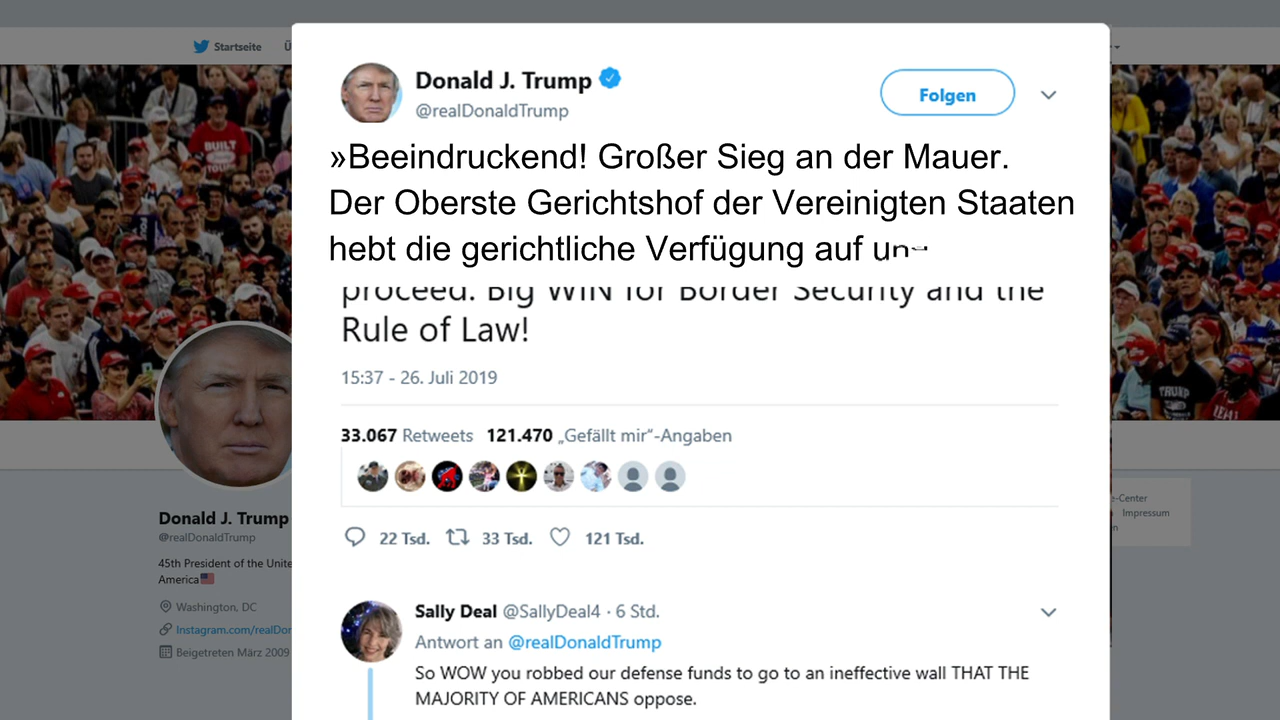 Startseite
Donald J. Trump
@realDonaldTrump
Folgen
»Beeindruckend! Großer Sieg an der Mauer.
Der Oberste Gerichtshof der Vereinigten Staaten
hebt die gerichtliche Verfügung auf
proceed. Big WIN for Border Security and the
Rule of Law!
15:37 - 26. Juli 2019
33.067 Retweets 121.470 „Gefällt mir“-Angaben
22 Tsd. 33 Tsd. 121 Tsd.
Sally Deal @SallyDeal4 · 6 Std.
Antwort an @realDonaldTrump
So WOW you robbed our defense funds to go to an ineffective wall THAT THE
MAJORITY OF AMERICANS oppose.
Donald J. Trump
@realDonaldTrump
45th President of the Unite
America
Washington, DC
Instagram.com/realDor
Beigetreten März 2009
e-Center
Impressum
BUILT
TRUMP